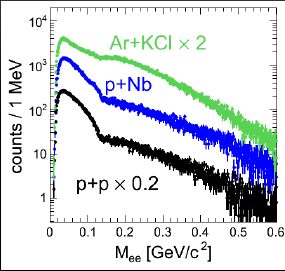 10⁴
10³
10²
10
1
counts / 1 MeV
Ar+KCl × 2
p+Nb
p+p × 0.2
0 0.1 0.2 0.3 0.4 0.5 0.6
Mₑₑ [GeV/c²]